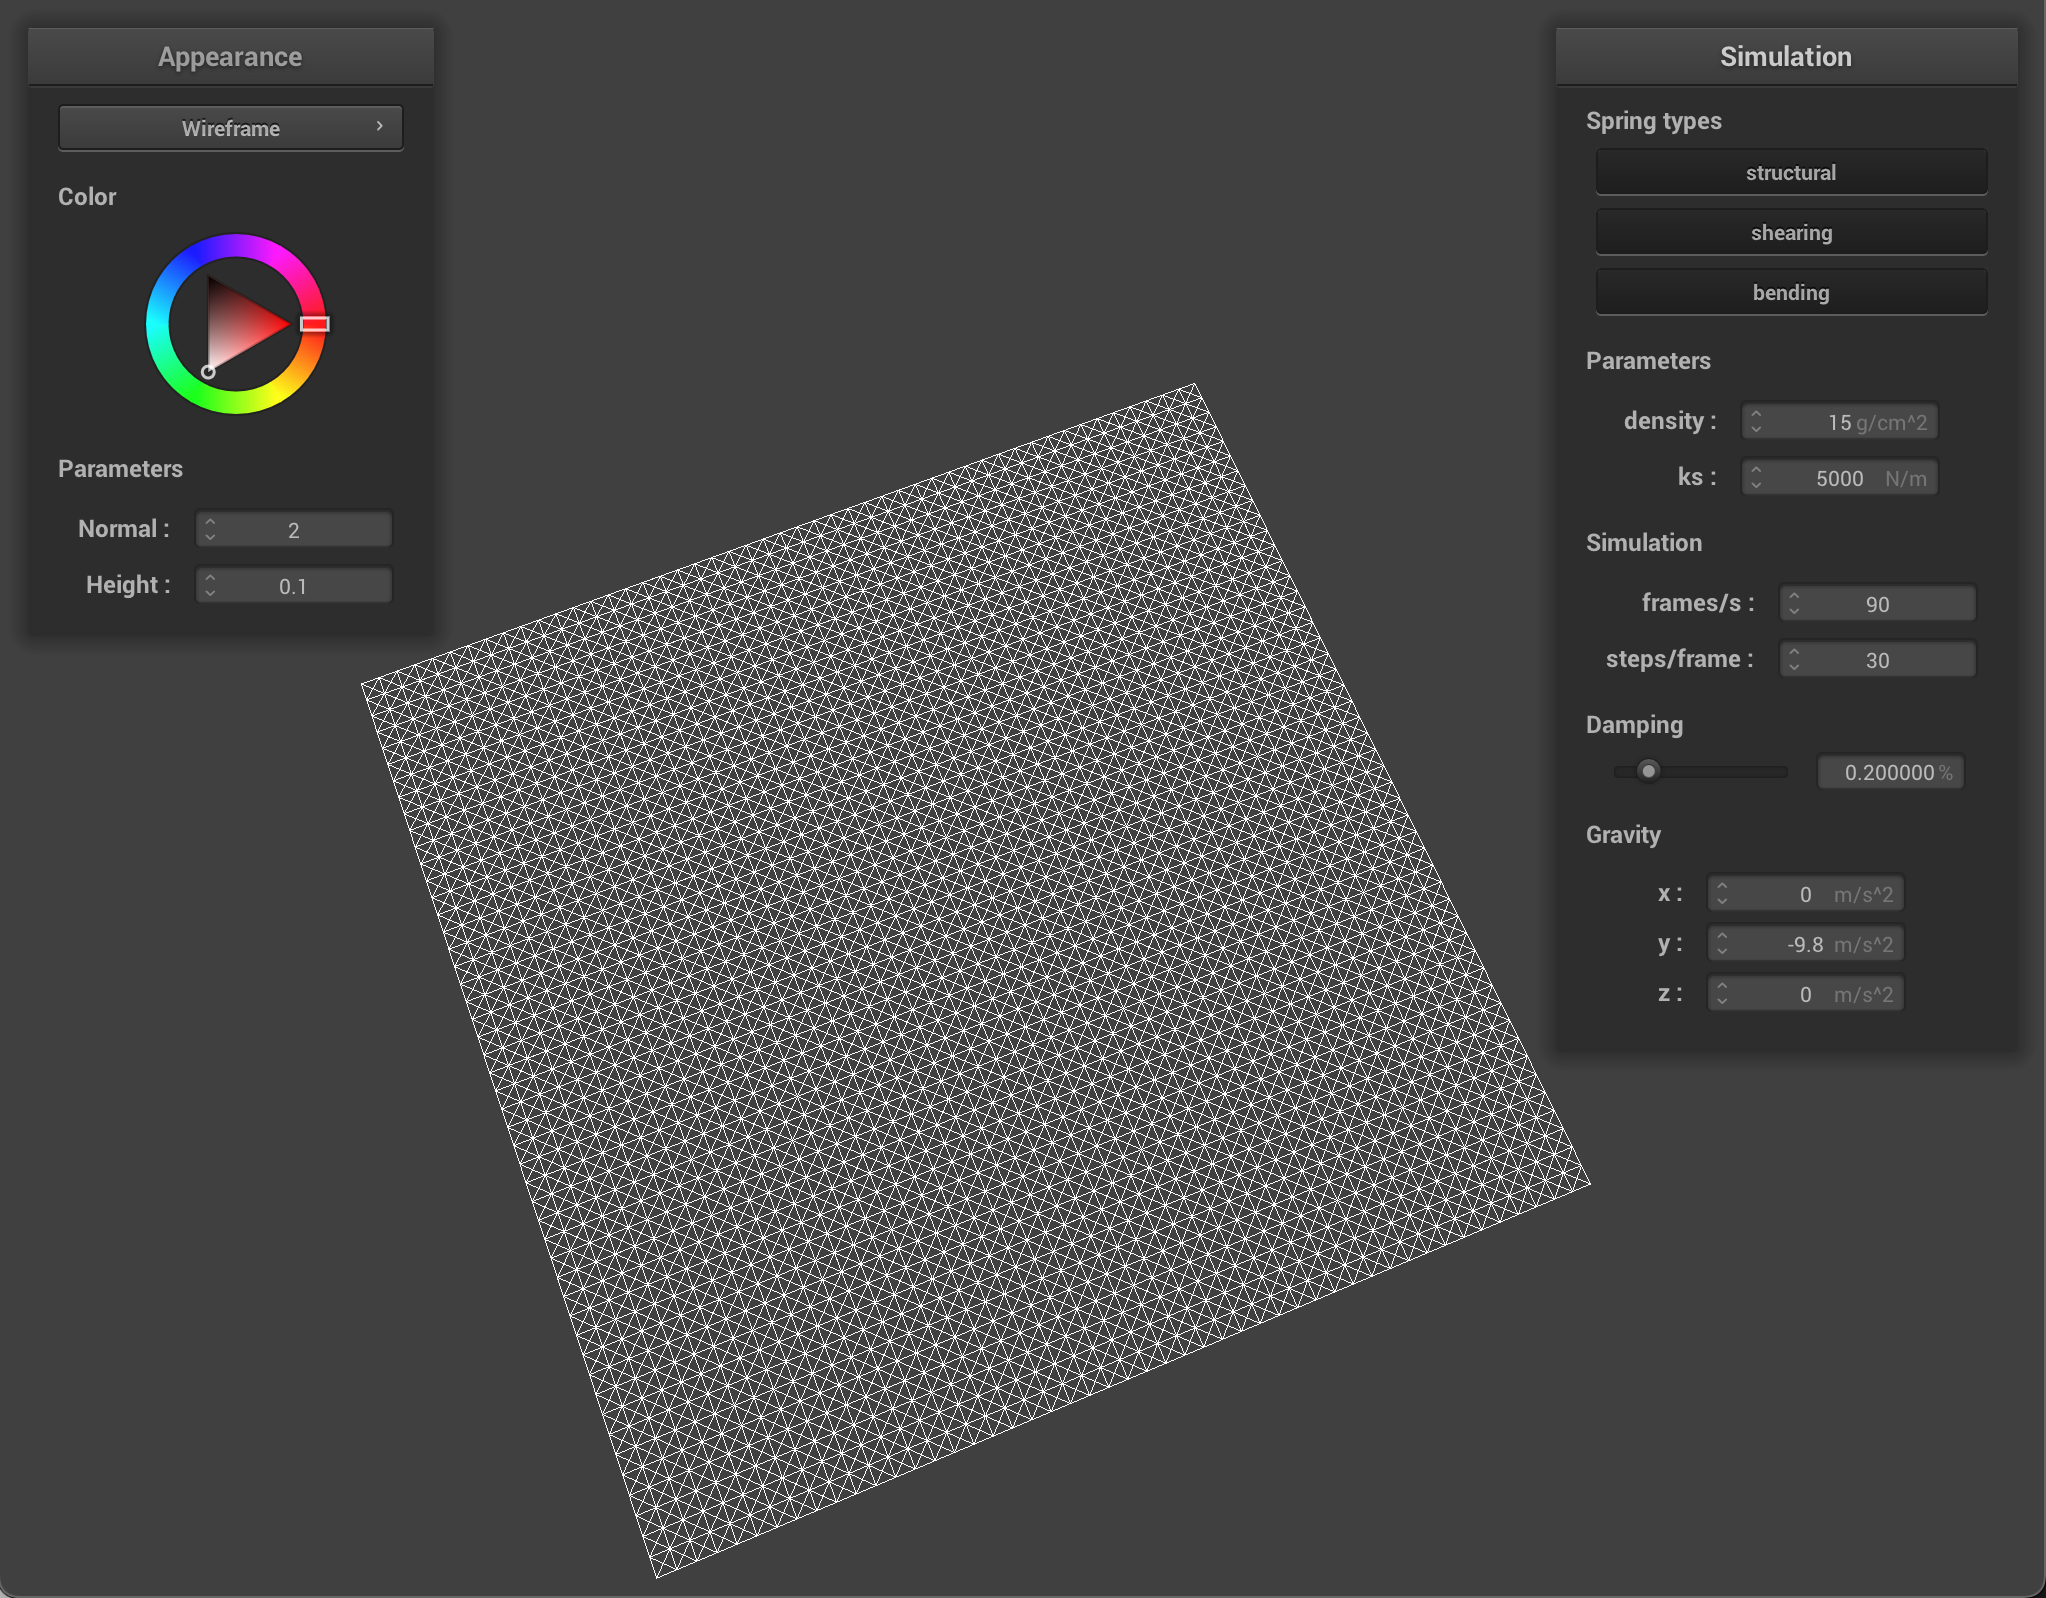 Appearance
Wireframe
Color
Parameters
Normal : 2
Height : 0.1
Simulation
Spring types
structural
shearing
bending
Parameters
density : 15 g/cm^2
ks : 5000 N/m
Simulation
frames/s : 90
steps/frame : 30
Damping
0.200000 %
Gravity
x : 0 m/s^2
y : -9.8 m/s^2
z : 0 m/s^2